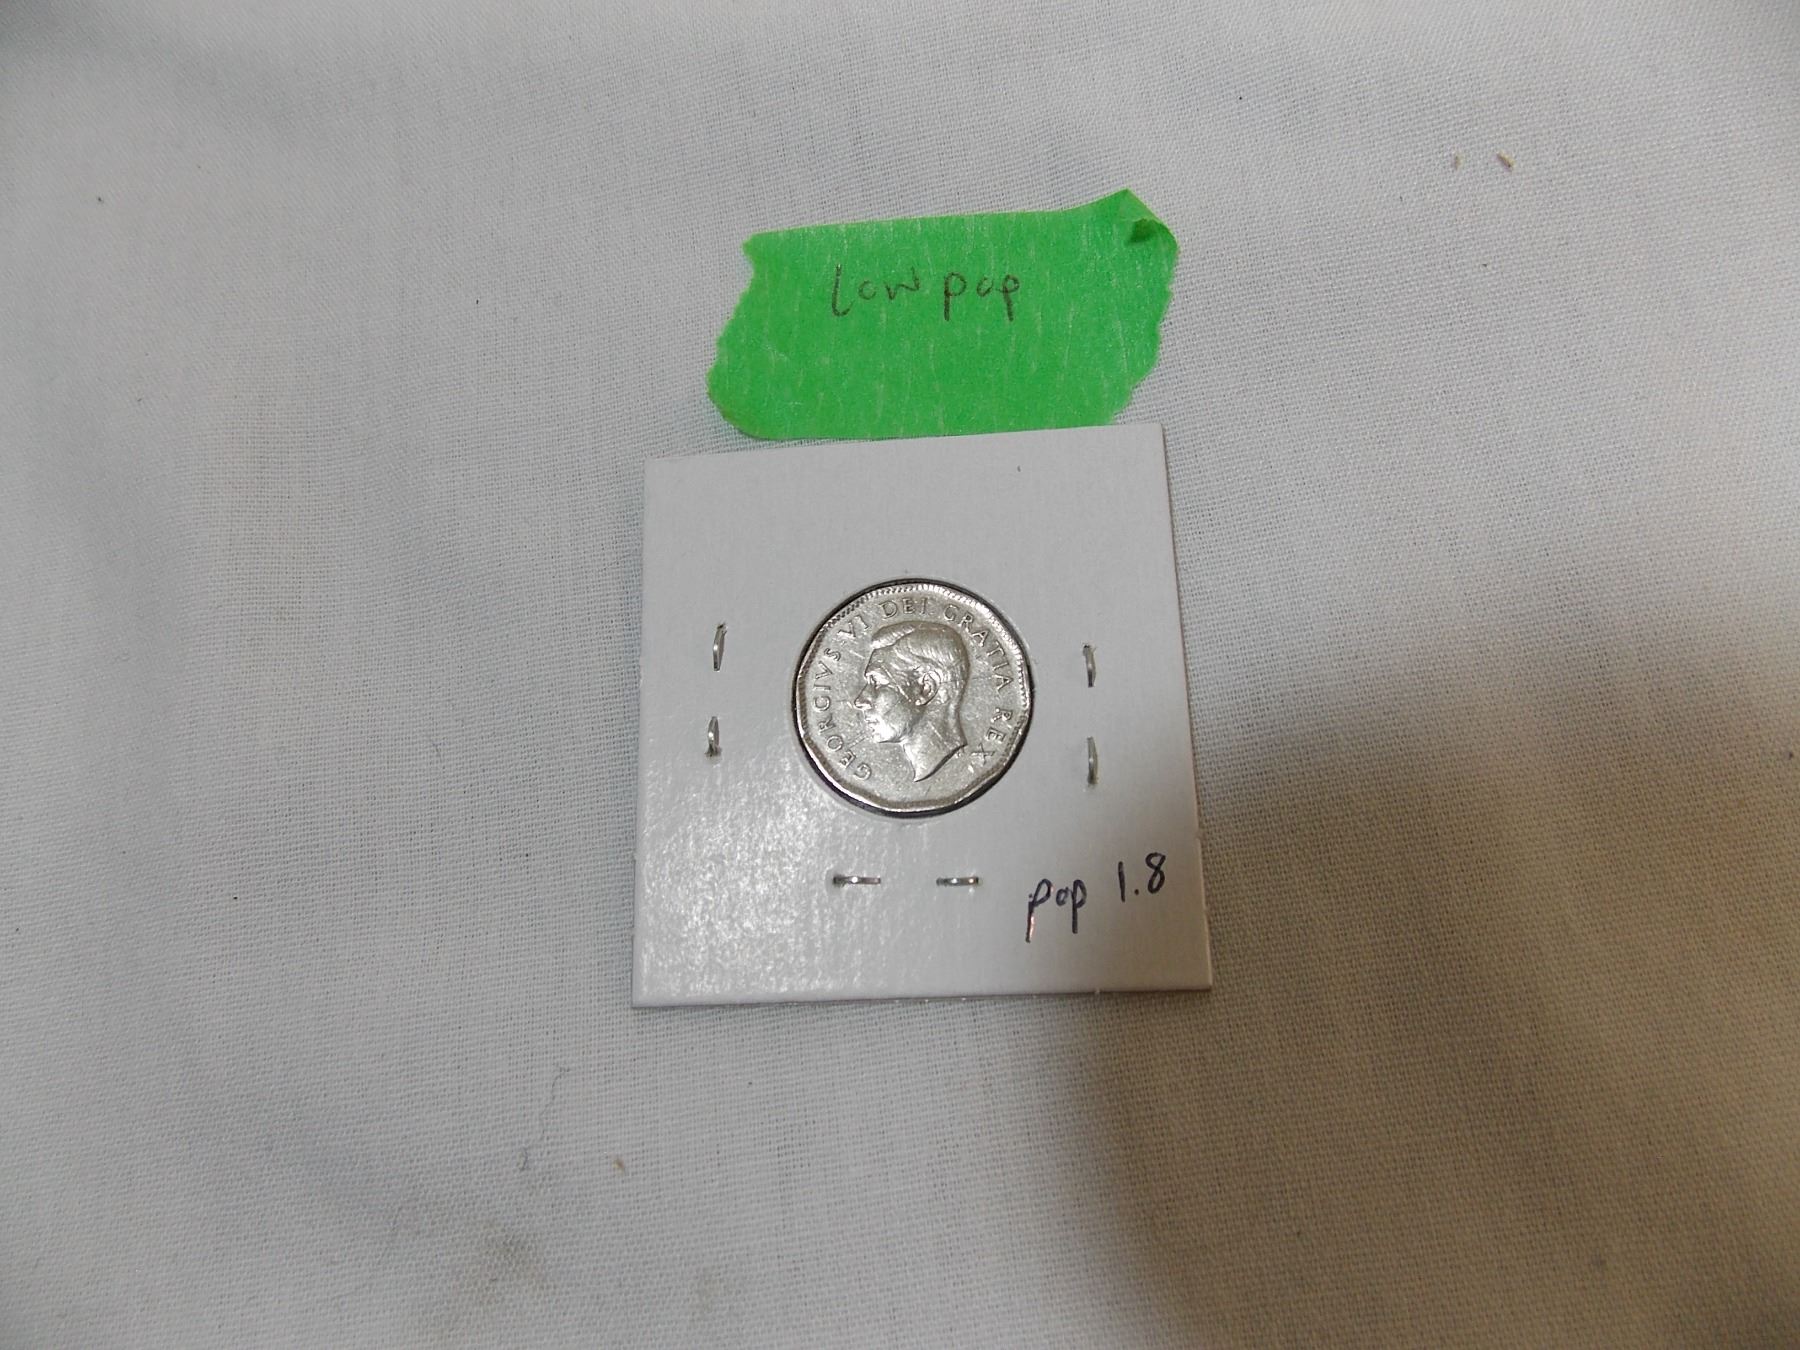 Low pop
GEORGIVS VI DEI GRATIA REX
pop 1.8